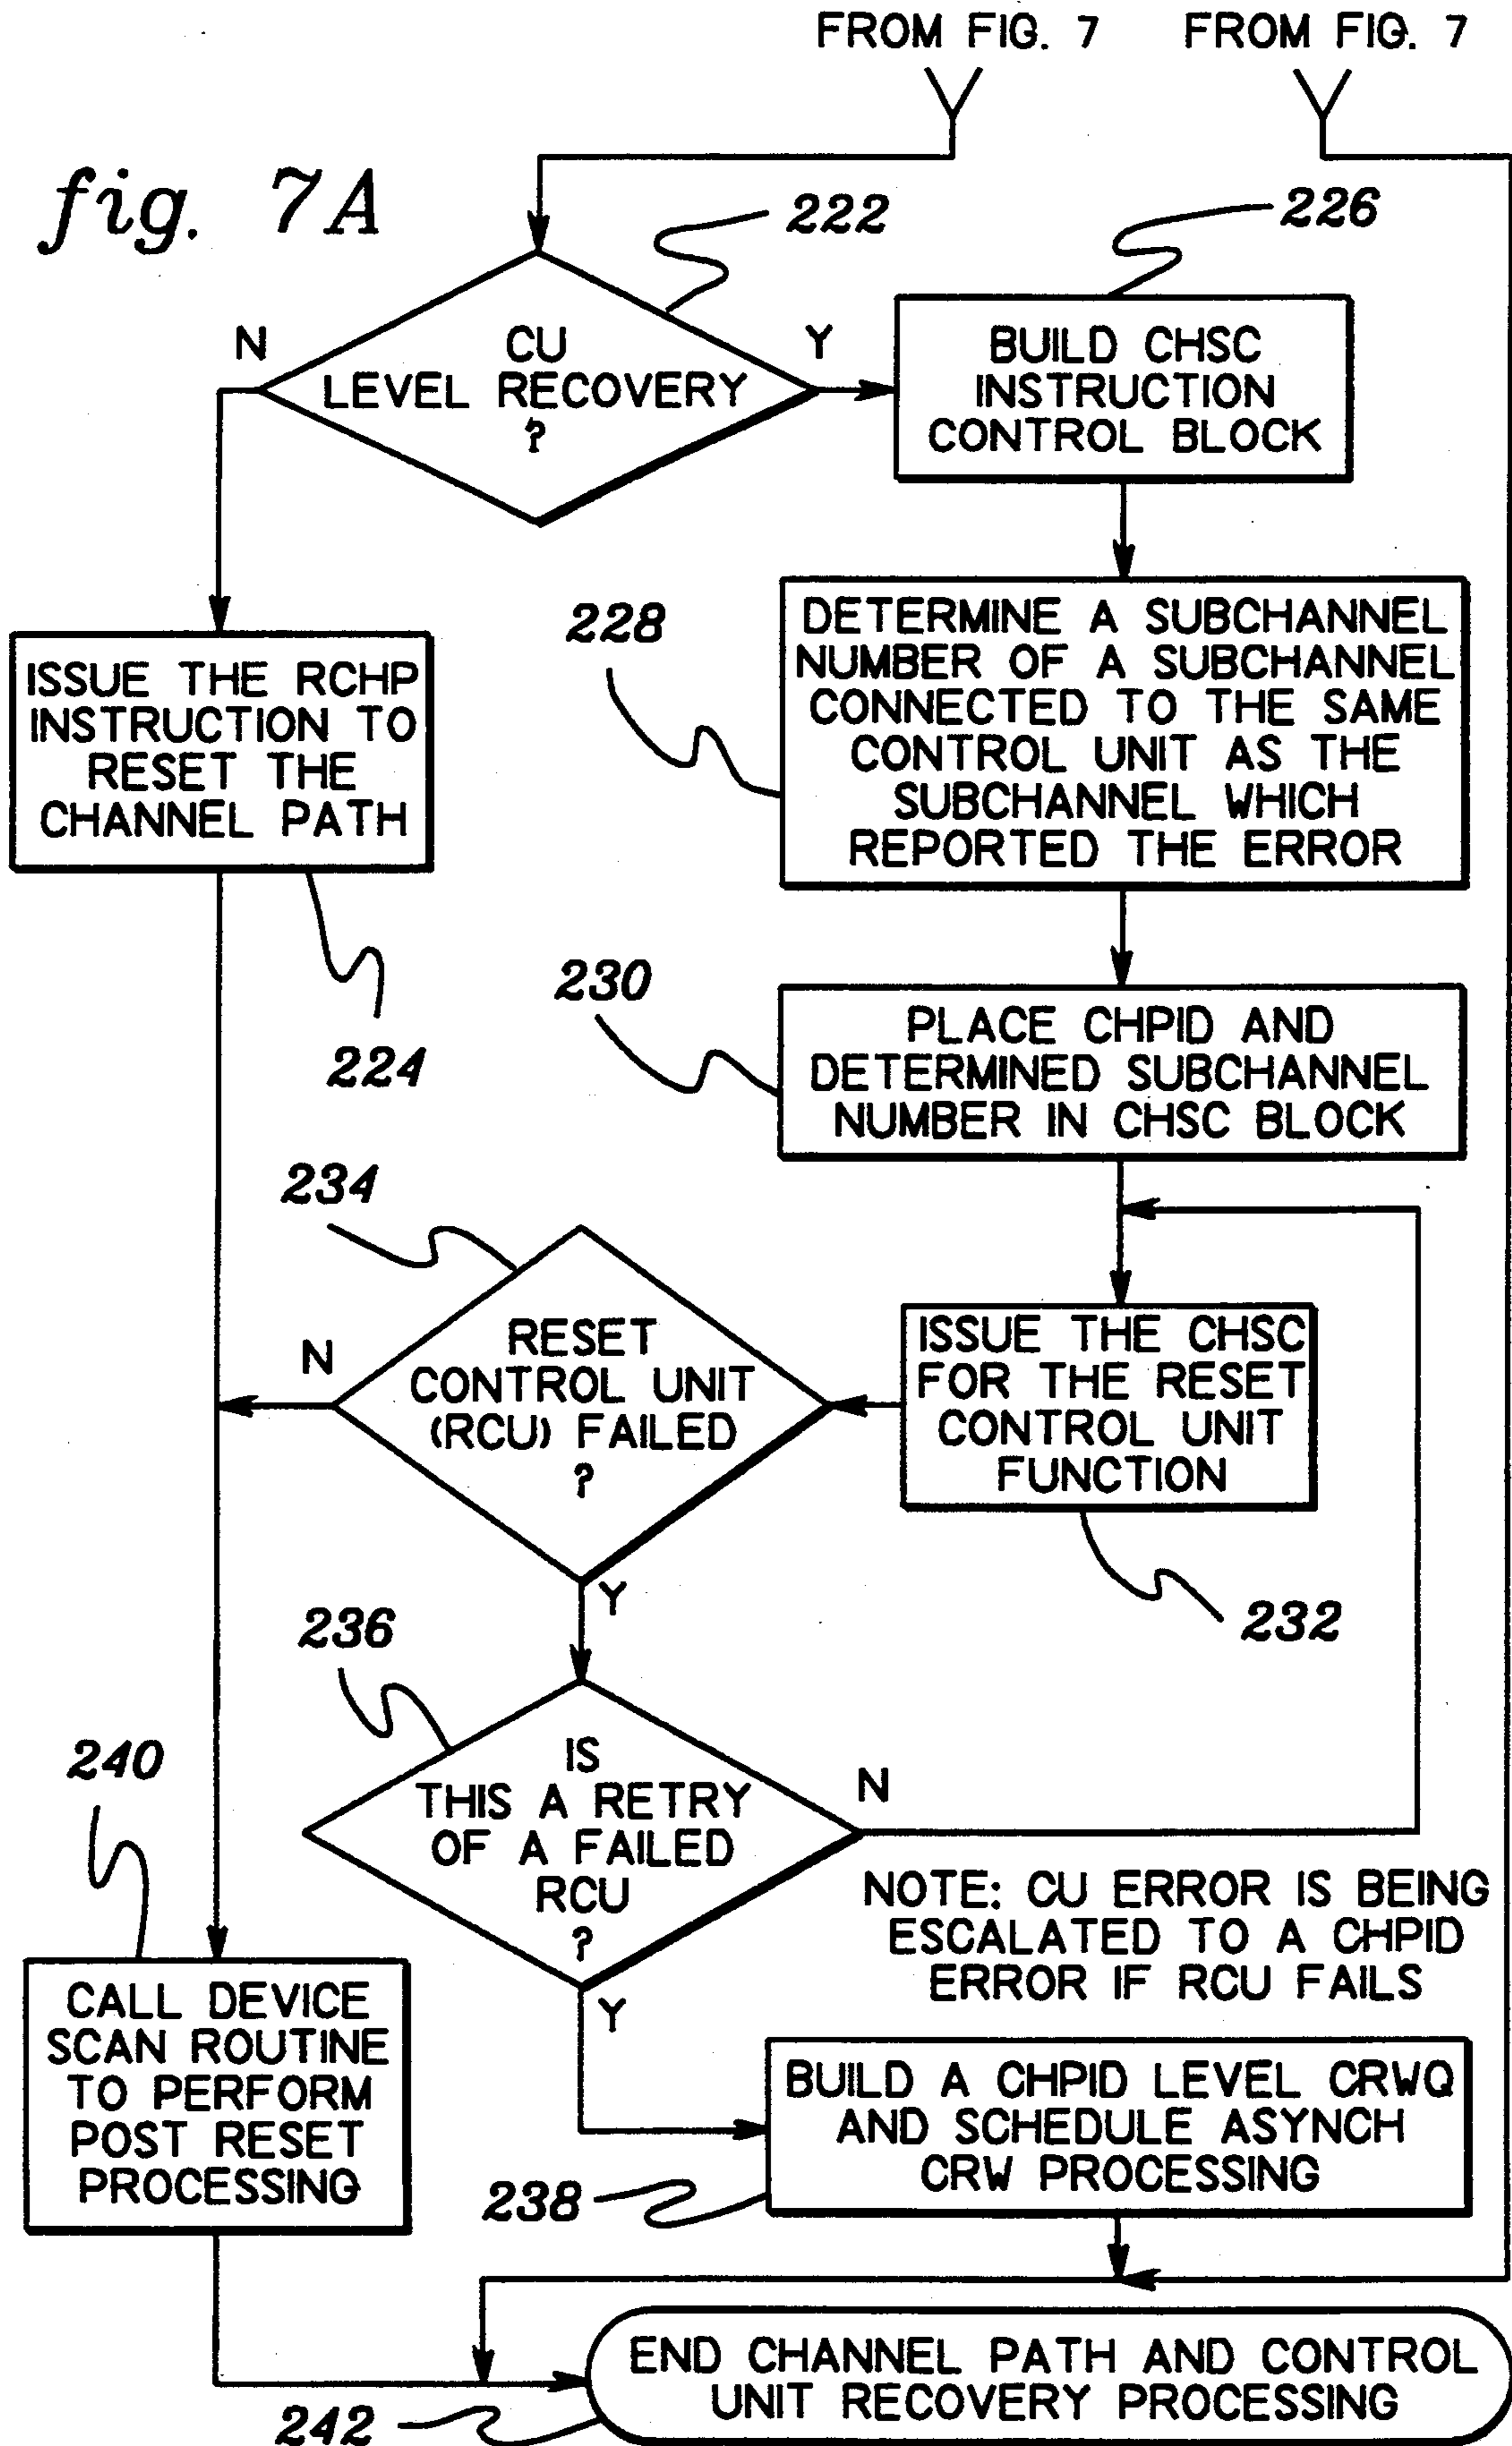 FROM FIG. 7
FROM FIG. 7
fig. 7A
222
226
N
CU
LEVEL RECOVERY
?
Y
BUILD CHSC
INSTRUCTION
CONTROL BLOCK
228
DETERMINE A SUBCHANNEL
NUMBER OF A SUBCHANNEL
CONNECTED TO THE SAME
CONTROL UNIT AS THE
SUBCHANNEL WHICH
REPORTED THE ERROR
ISSUE THE RCHP
INSTRUCTION TO
RESET THE
CHANNEL PATH
224
230
PLACE CHPID AND
DETERMINED SUBCHANNEL
NUMBER IN CHSC BLOCK
234
N
RESET
CONTROL UNIT
(RCU) FAILED
?
ISSUE THE CHSC
FOR THE RESET
CONTROL UNIT
FUNCTION
Y
232
236
240
IS
THIS A RETRY
OF A FAILED
RCU
?
N
NOTE: CU ERROR IS BEING
ESCALATED TO A CHPID
ERROR IF RCU FAILS
Y
CALL DEVICE
SCAN ROUTINE
TO PERFORM
POST RESET
PROCESSING
BUILD A CHPID LEVEL CRWQ
AND SCHEDULE ASYNCH
CRW PROCESSING
238
END CHANNEL PATH AND CONTROL
UNIT RECOVERY PROCESSING
242